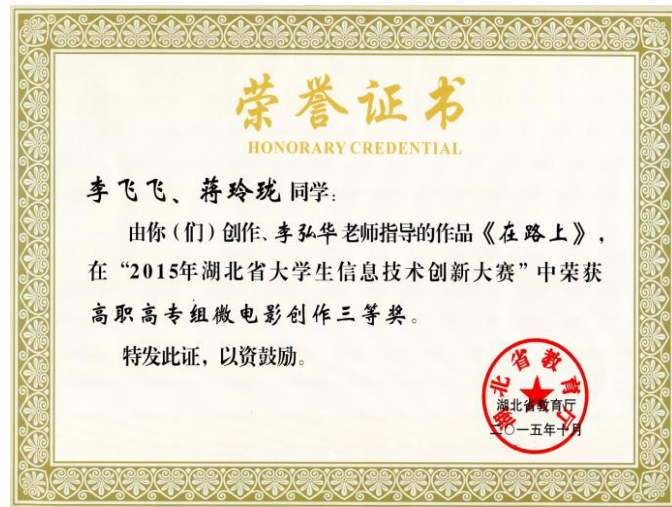 荣誉证书
HONORARY CREDENTIAL
李飞飞、蒋玲珑同学：
由你（们）创作、李弘华老师指导的作品《在路上》，
在“2015年湖北省大学生信息技术创新大赛”中荣获
高职高专组微电影创作三等奖。
特发此证，以资鼓励。
湖北省教育厅
湖北省教育厅
二〇一五年十月